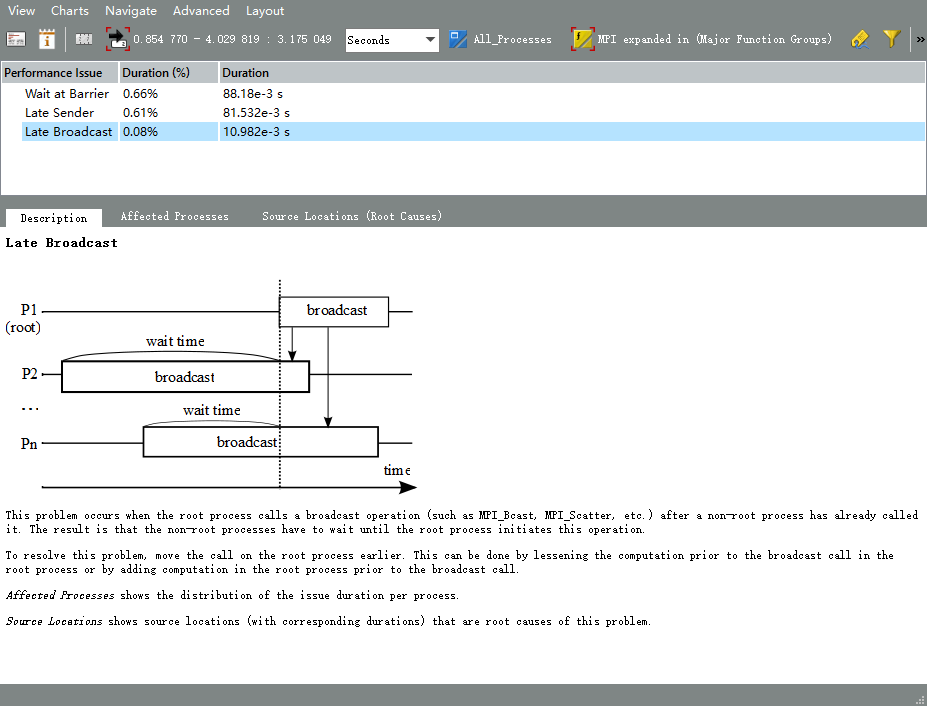 View Charts Navigate Advanced Layout
0.854 770 - 4.029 819 : 3.175 049 Seconds All_Processes MPI expanded in (Major Function Groups) »
Performance Issue Duration (%) Duration
Wait at Barrier 0.66% 88.18e-3 s
Late Sender 0.61% 81.532e-3 s
Late Broadcast 0.08% 10.982e-3 s
Description Affected Processes Source Locations (Root Causes)
Late Broadcast
P1 broadcast
(root)
wait time
P2 broadcast
... wait time
Pn broadcast
time
This problem occurs when the root process calls a broadcast operation (such as MPI_Bcast, MPI_Scatter, etc.) after a non-root process has already called
it. The result is that the non-root processes have to wait until the root process initiates this operation.
To resolve this problem, move the call on the root process earlier. This can be done by lessening the computation prior to the broadcast call in the
root process or by adding computation in the root process prior to the broadcast call.
Affected Processes shows the distribution of the issue duration per process.
Source Locations shows source locations (with corresponding durations) that are root causes of this problem.